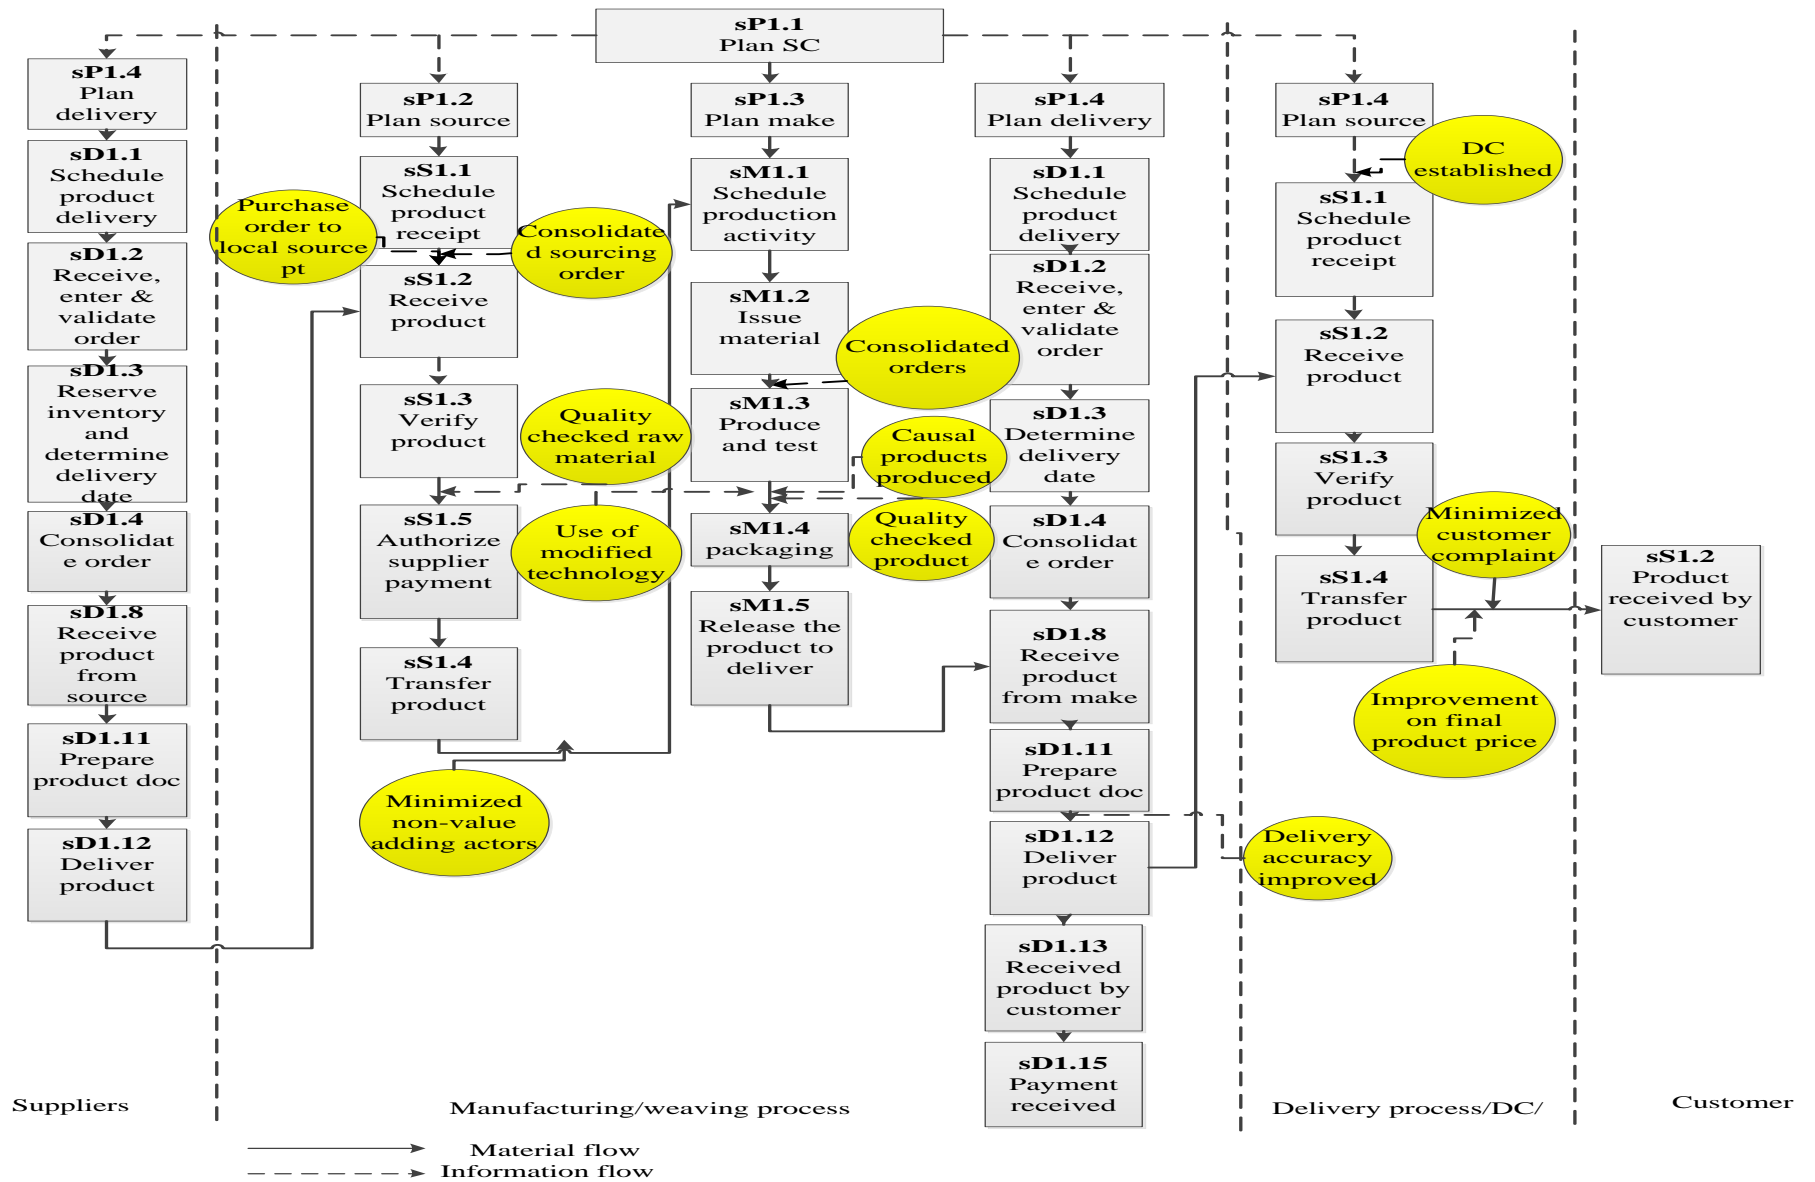 sP1.1
Plan SC
sP1.4
Plan
delivery
sD1.1
Schedule
product
delivery
sD1.2
Receive,
enter &
validate
order
sD1.3
Reserve
inventory
and
determine
delivery
date
sD1.4
Consolidat
e order
sD1.8
Receive
product
from
source
sD1.11
Prepare
product doc
sD1.12
Deliver
product
Purchase
order to
local source
pt
sP1.2
Plan source
sS1.1
Schedule
product
receipt
Consolidate
d sourcing
order
sS1.2
Receive
product
sS1.3
Verify
product
Quality
checked raw
material
sS1.5
Authorize
supplier
payment
Use of
modified
technology
sS1.4
Transfer
product
Minimized
non-value
adding actors
sP1.3
Plan make
sM1.1
Schedule
production
activity
sM1.2
Issue
material
Consolidated
orders
sM1.3
Produce
and test
Causal
products
produced
Quality
checked
product
sM1.4
packaging
sM1.5
Release the
product to
deliver
sP1.4
Plan delivery
sD1.1
Schedule
product
delivery
sD1.2
Receive,
enter &
validate
order
sD1.3
Determine
delivery
date
sD1.4
Consolidat
e order
sD1.8
Receive
product
from make
sD1.11
Prepare
product doc
sD1.12
Deliver
product
sD1.13
Received
product by
customer
sD1.15
Payment
received
Delivery
accuracy
improved
sP1.4
Plan source
DC
established
sS1.1
Schedule
product
receipt
sS1.2
Receive
product
sS1.3
Verify
product
Minimized
customer
complaint
sS1.4
Transfer
product
Improvement
on final
product price
sS1.2
Product
received by
customer
Suppliers
Manufacturing/weaving process
Delivery process/DC/
Customer
Material flow
Information flow